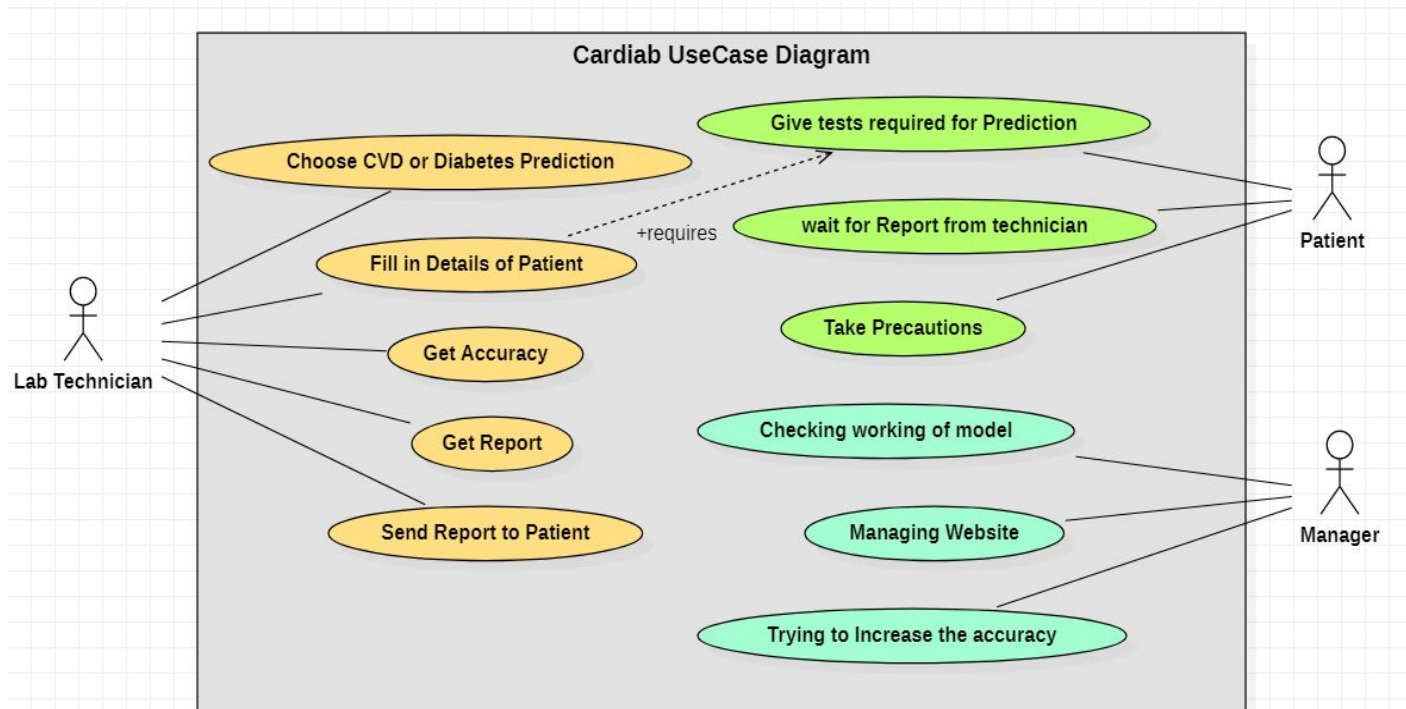 Cardiab UseCase Diagram
Give tests required for Prediction
Choose CVD or Diabetes Prediction
wait for Report from technician
+requires
Patient
Fill in Details of Patient
Take Precautions
Get Accuracy
Lab Technician
Checking working of model
Get Report
Send Report to Patient
Managing Website
Manager
Trying to Increase the accuracy